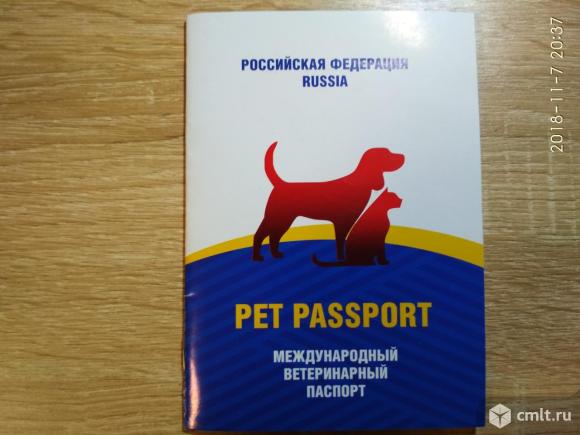 РОССИЙСКАЯ ФЕДЕРАЦИЯ
RUSSIA
PET PASSPORT
МЕЖДУНАРОДНЫЙ
ВЕТЕРИНАРНЫЙ
ПАСПОРТ
2018-11-7 20:37
cmlt.ru